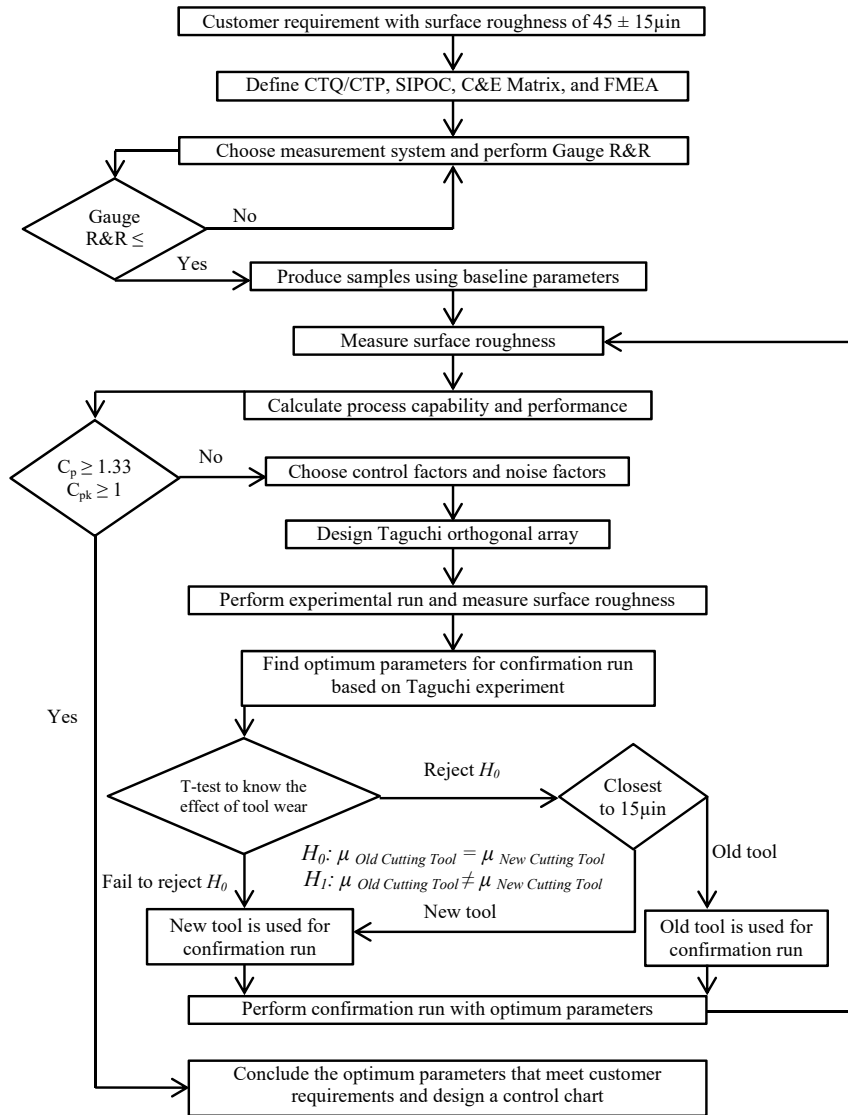 Customer requirement with surface roughness of 45 ± 15µin
Define CTQ/CTP, SIPOC, C&E Matrix, and FMEA
Choose measurement system and perform Gauge R&R
Gauge
R&R ≤
No
Yes
Produce samples using baseline parameters
Measure surface roughness
Calculate process capability and performance
Cp ≥ 1.33
Cpk ≥ 1
No
Choose control factors and noise factors
Design Taguchi orthogonal array
Perform experimental run and measure surface roughness
Find optimum parameters for confirmation run
based on Taguchi experiment
Yes
T-test to know the
effect of tool wear
Reject H0
Closest
to 15µin
H0: µ Old Cutting Tool = µ New Cutting Tool
H1: µ Old Cutting Tool ≠ µ New Cutting Tool
Old tool
Fail to reject H0
New tool
New tool is used for
confirmation run
Old tool is used for
confirmation run
Perform confirmation run with optimum parameters
Conclude the optimum parameters that meet customer
requirements and design a control chart